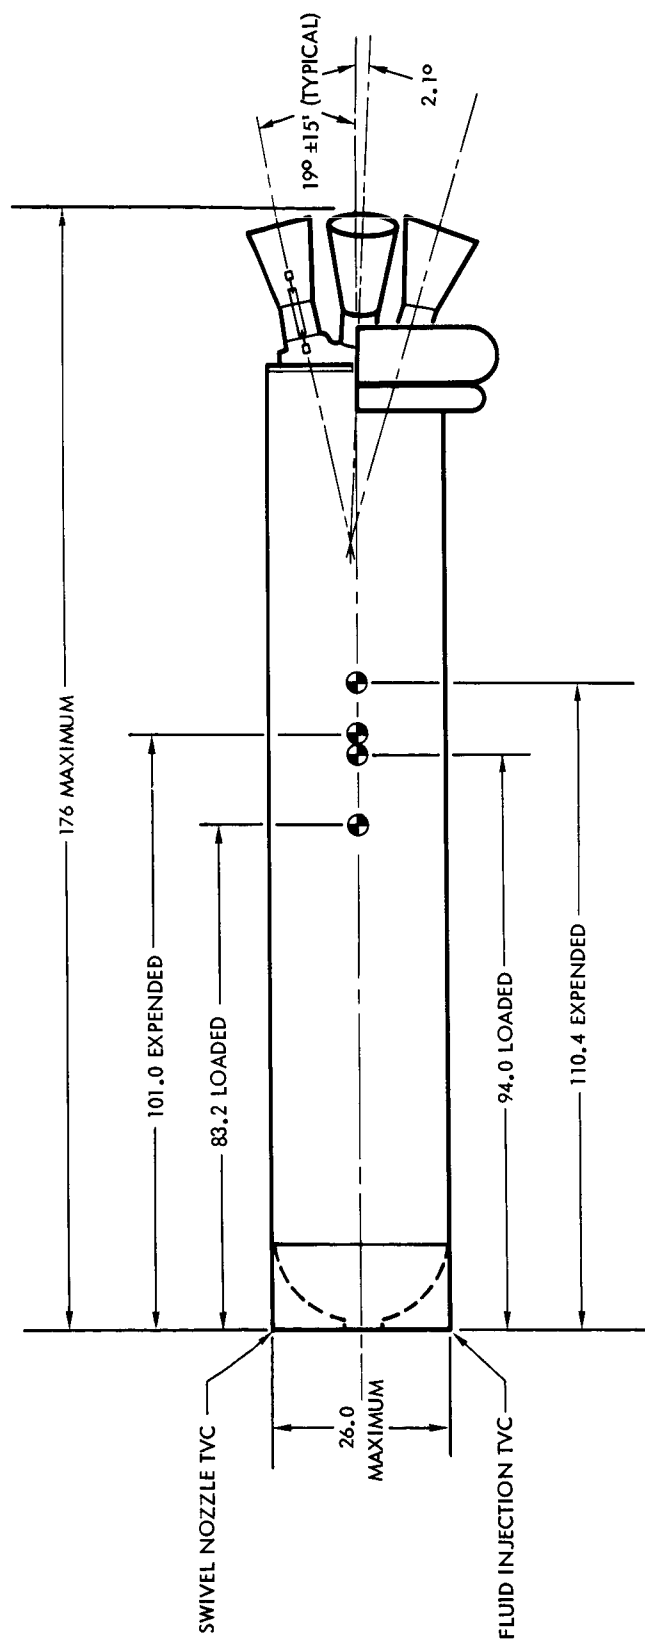 19° ±15' (TYPICAL)
2.1°
176 MAXIMUM
101.0 EXPENDED
83.2 LOADED
94.0 LOADED
110.4 EXPENDED
SWIVEL NOZZLE TVC
26.0
MAXIMUM
FLUID INJECTION TVC